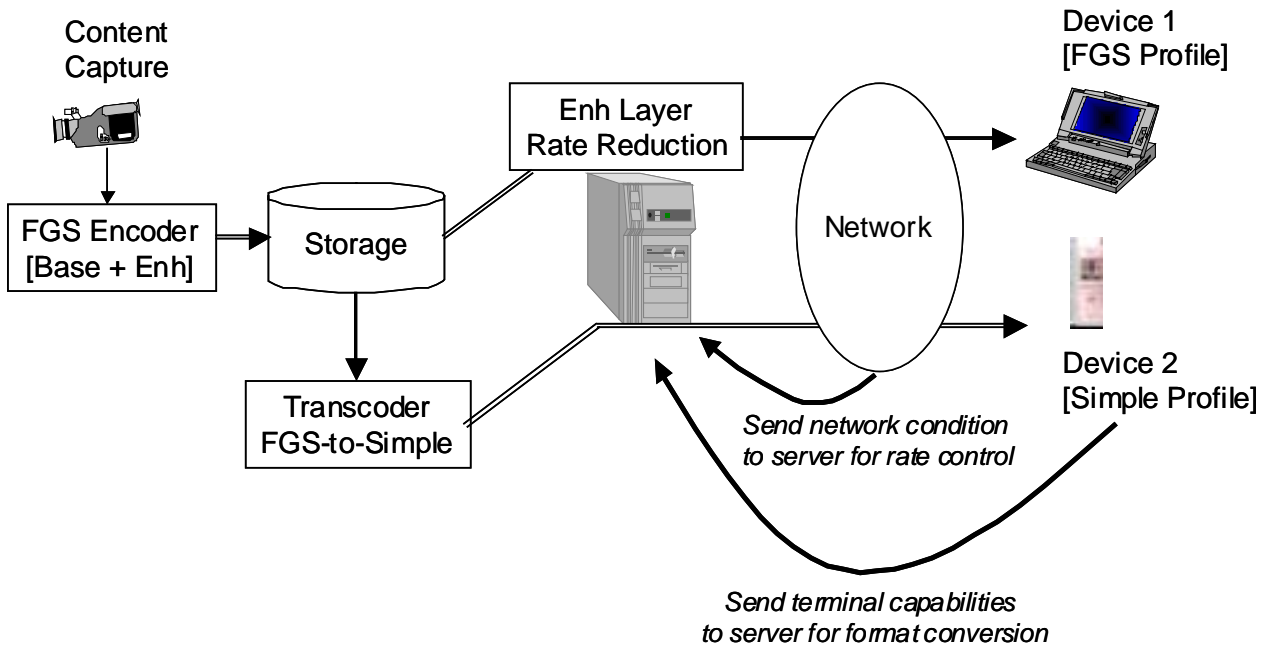 Content
Capture
Device 1
[FGS Profile]
Enh Layer
Rate Reduction
FGS Encoder
[Base + Enh]
Storage
Network
Device 2
[Simple Profile]
Transcoder
FGS-to-Simple
Send network condition
to server for rate control
Send terminal capabilities
to server for format conversion